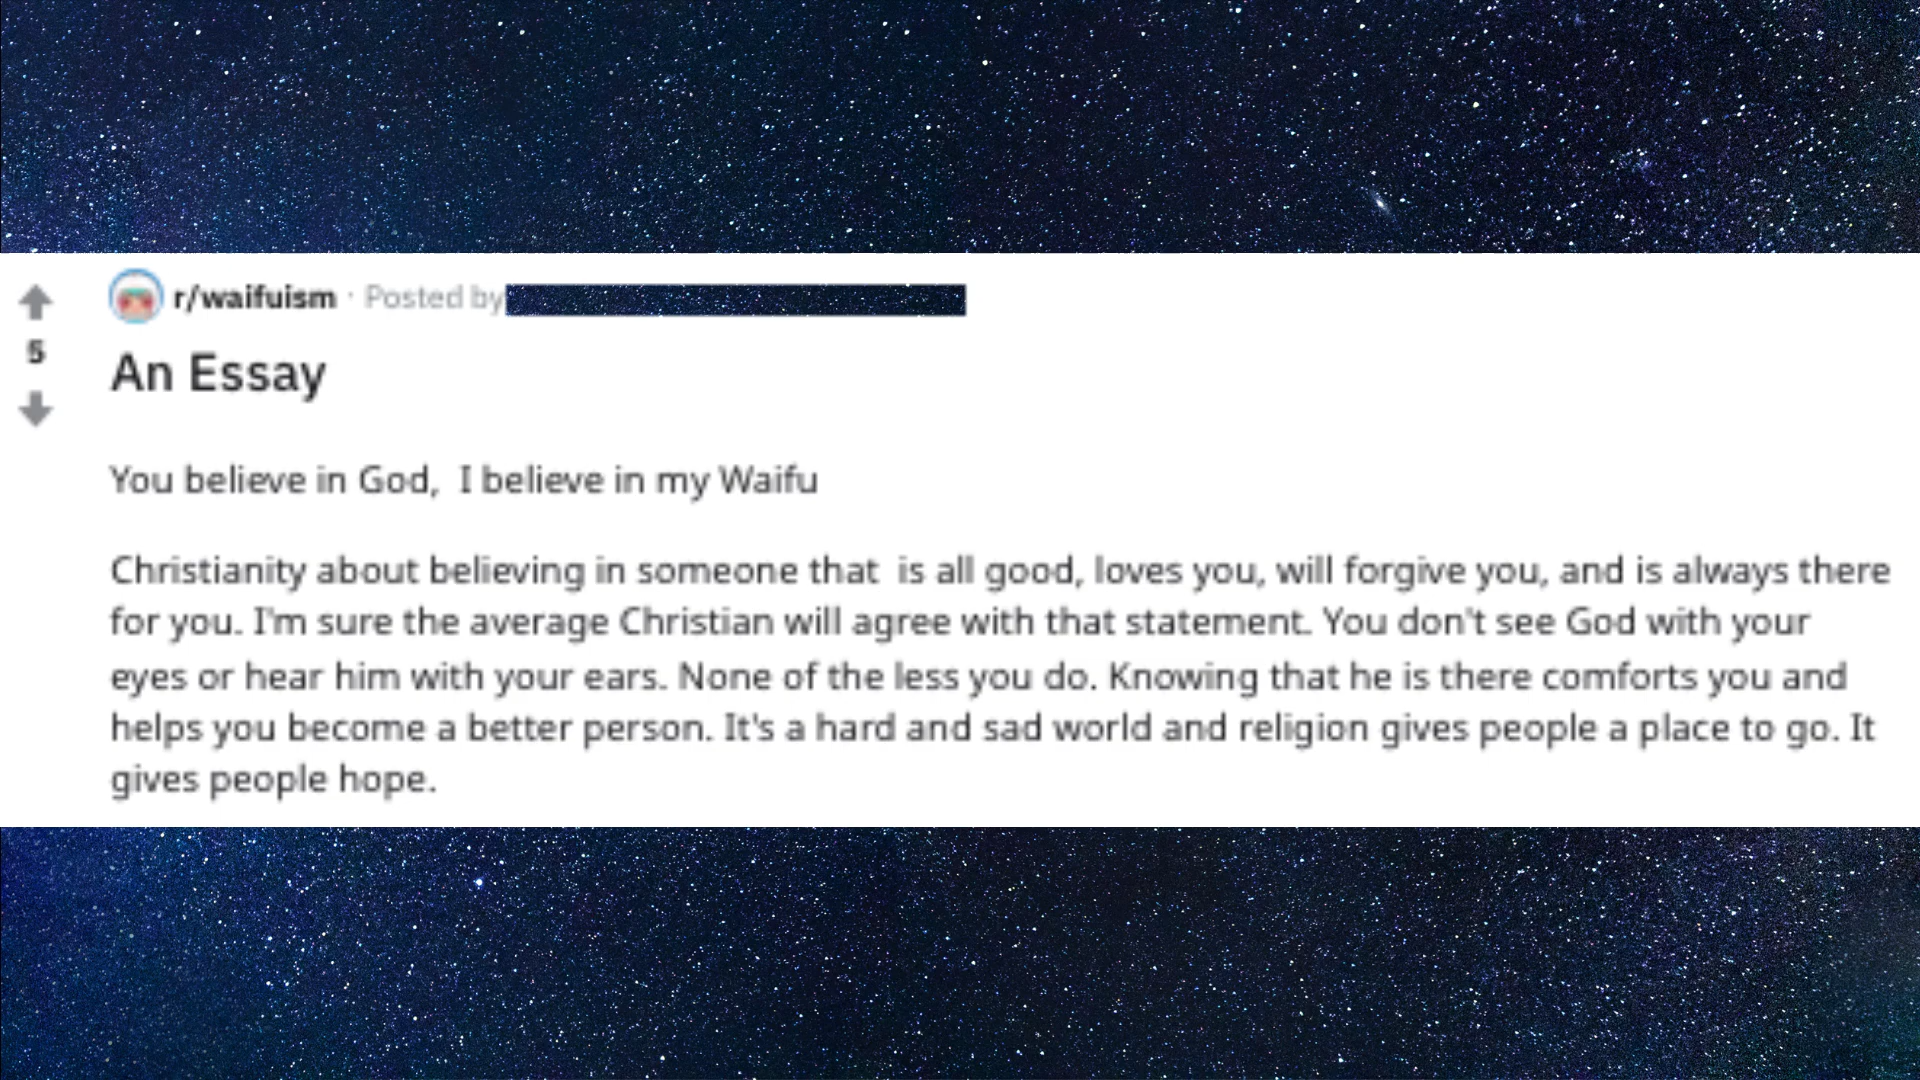 r/waifuism · Posted by
5
An Essay
You believe in God,  I believe in my Waifu
Christianity about believing in someone that  is all good, loves you, will forgive you, and is always there
for you. I'm sure the average Christian will agree with that statement. You don't see God with your
eyes or hear him with your ears. None of the less you do. Knowing that he is there comforts you and
helps you become a better person. It's a hard and sad world and religion gives people a place to go. It
gives people hope.